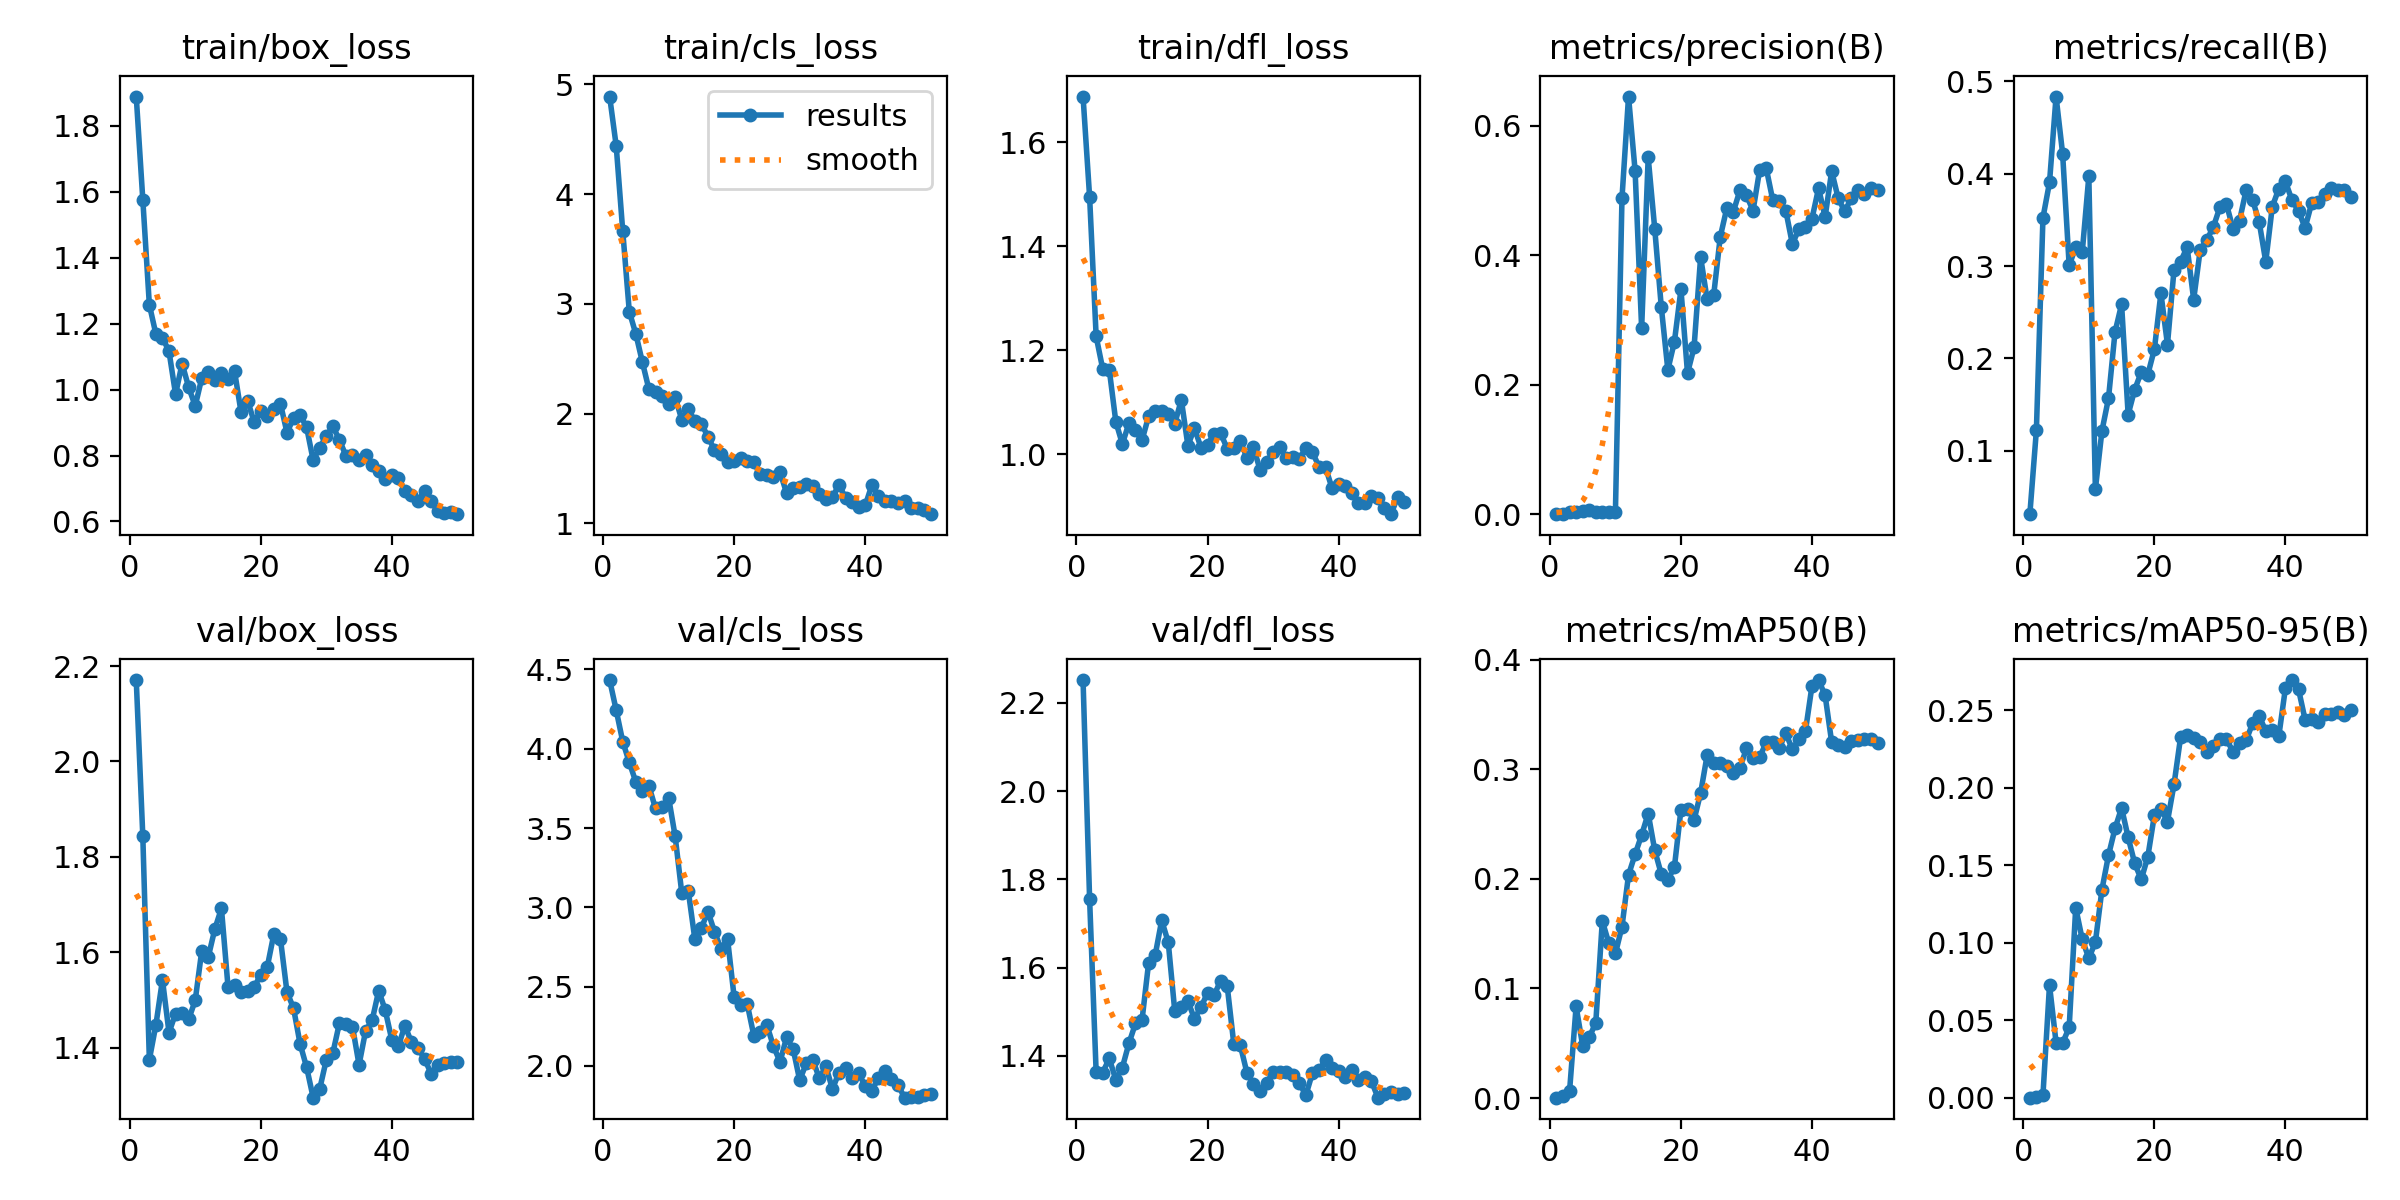 train/box_loss
1.8
1.6
1.4
1.2
1.0
0.8
0.6
0 20 40
train/cls_loss
results
smooth
5
4
3
2
1
0 20 40
train/dfl_loss
1.6
1.4
1.2
1.0
0 20 40
metrics/precision(B)
0.6
0.4
0.2
0.0
0 20 40
metrics/recall(B)
0.5
0.4
0.3
0.2
0.1
0 20 40
val/box_loss
2.2
2.0
1.8
1.6
1.4
0 20 40
val/cls_loss
4.5
4.0
3.5
3.0
2.5
2.0
0 20 40
val/dfl_loss
2.2
2.0
1.8
1.6
1.4
0 20 40
metrics/mAP50(B)
0.4
0.3
0.2
0.1
0.0
0 20 40
metrics/mAP50-95(B)
0.25
0.20
0.15
0.10
0.05
0.00
0 20 40